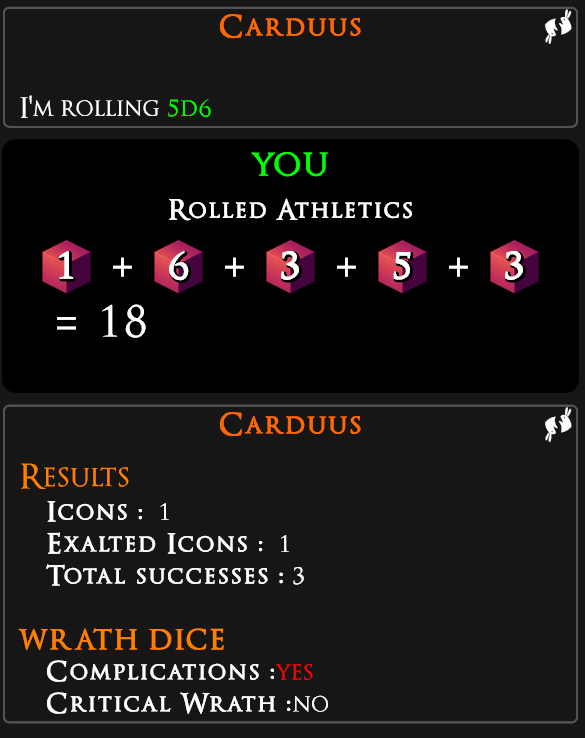 Carduus
I'm rolling 5D6
YOU
Rolled Athletics
1 + 6 + 3 + 5 + 3
= 18
Carduus
Results
Icons : 1
Exalted Icons : 1
Total successes : 3
WRATH DICE
Complications :YES
Critical Wrath :NO